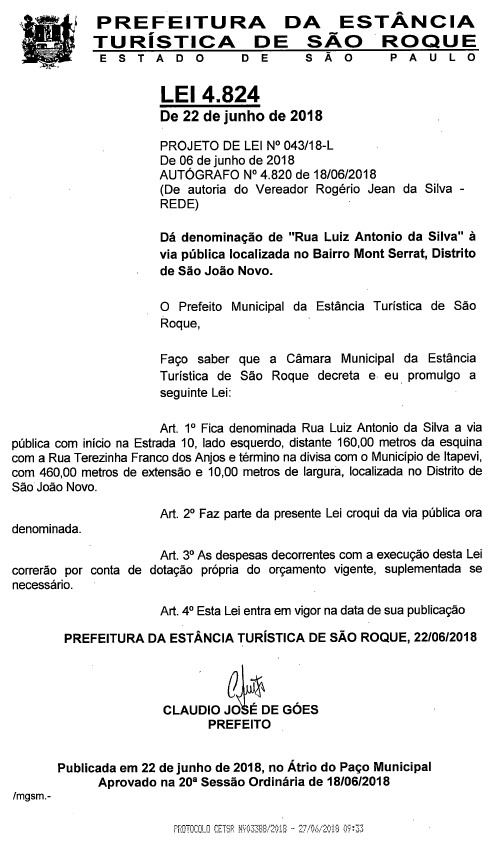 PREFEITURA DA ESTÂNCIA
TURÍSTICA DE SÃO ROQUE
ESTADO DE SÃO PAULO
LEI 4.824
De 22 de junho de 2018
PROJETO DE LEI Nº 043/18-L
De 06 de junho de 2018
AUTÓGRAFO Nº 4.820 de 18/06/2018
(De autoria do Vereador Rogério Jean da Silva -
REDE)
Dá denominação de "Rua Luiz Antonio da Silva" à
via pública localizada no Bairro Mont Serrat, Distrito
de São João Novo.
O Prefeito Municipal da Estância Turística de São
Roque,
Faço saber que a Câmara Municipal da Estância
Turística de São Roque decreta e eu promulgo a
seguinte Lei:
Art. 1º Fica denominada Rua Luiz Antonio da Silva a via
pública com início na Estrada 10, lado esquerdo, distante 160,00 metros da esquina
com a Rua Terezinha Franco dos Anjos e término na divisa com o Município de Itapevi,
com 460,00 metros de extensão e 10,00 metros de largura, localizada no Distrito de
São João Novo.
Art. 2º Faz parte da presente Lei croqui da via pública ora
denominada.
Art. 3º As despesas decorrentes com a execução desta Lei
correrão por conta de dotação própria do orçamento vigente, suplementada se
necessário.
Art. 4º Esta Lei entra em vigor na data de sua publicação
PREFEITURA DA ESTÂNCIA TURÍSTICA DE SÃO ROQUE, 22/06/2018
CLAUDIO JOSÉ DE GÓES
PREFEITO
Publicada em 22 de junho de 2018, no Átrio do Paço Municipal
Aprovado na 20ª Sessão Ordinária de 18/06/2018
/mgsm.-
PROTOCOLO CETSR Nº03388/2018 - 27/06/2018 09:33